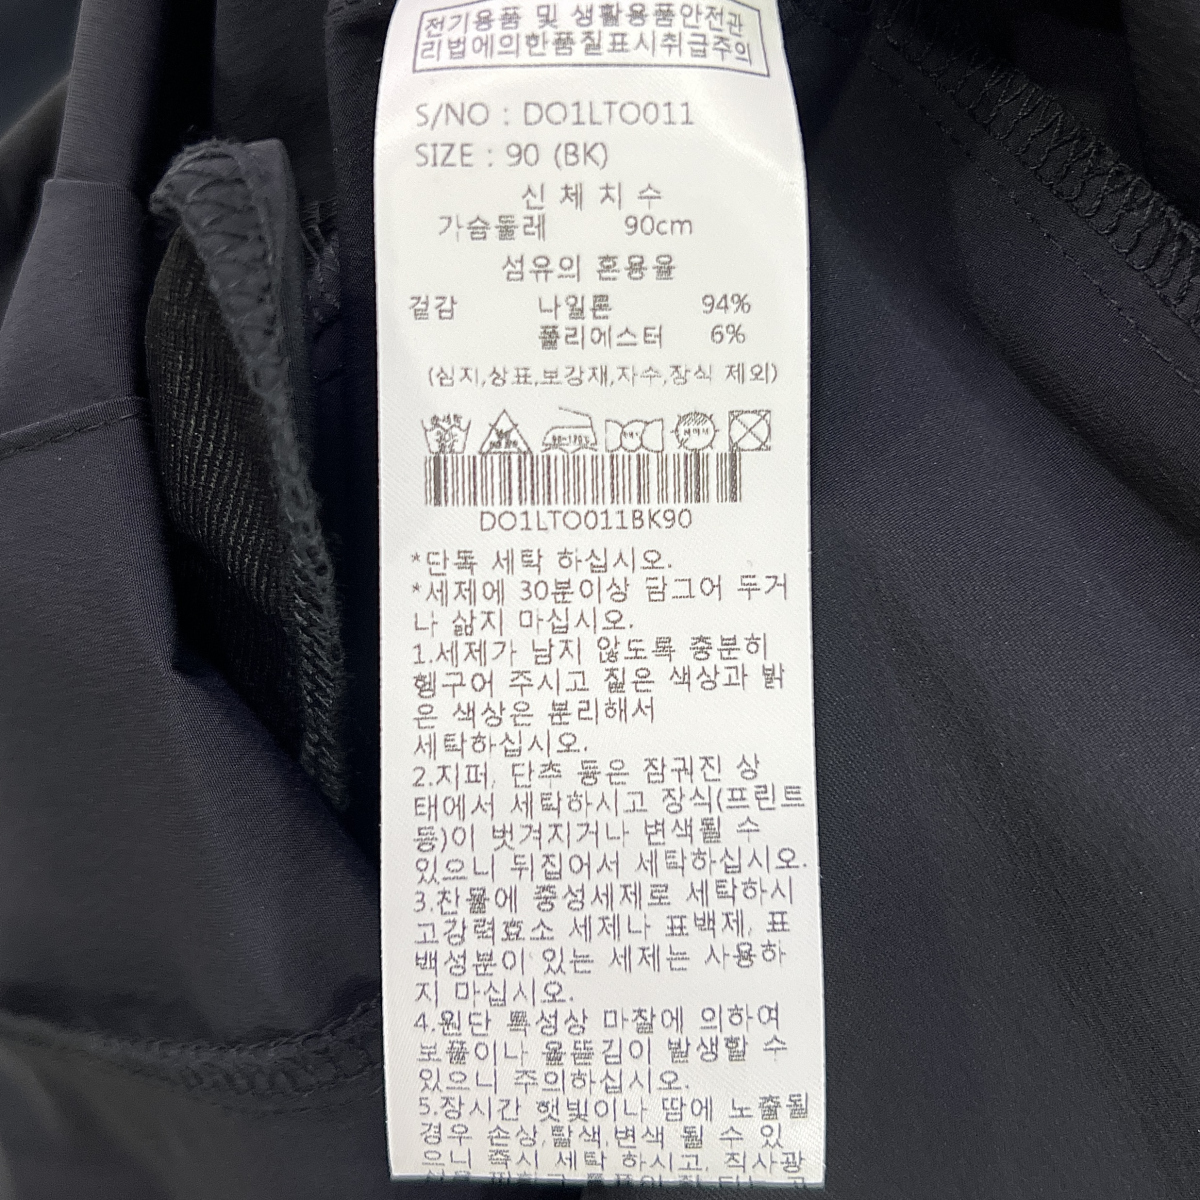 전기용품 및 생활용품안전관
리법에의한품질표시취급주의
S/NO : DO1LTO011
SIZE : 90 (BK)
신 체 치 수
가슴둘레 90cm
섬유의 혼용율
겉감 나일론 94%
폴리에스터 6%
(심지,상표,보강재,자수,장식 제외)
DO1LTO011BK90
*단독 세탁 하십시오.
*세제에 30분이상 담그어 두거
나 삶지 마십시오.
1.세제가 남지 않도록 충분히
헹구어 주시고 짙은 색상과 밝
은 색상은 분리해서
세탁하십시오.
2.지퍼, 단추 등은 잠궈진 상
태에서 세탁하시고 장식(프린트
등)이 벗겨지거나 변색될 수
있으니 뒤집어서 세탁하십시오.
3.찬물에 중성세제로 세탁하시
고강력효소 세제나 표백제, 표
백성분이 있는 세제는 사용하
지 마십시오.
4.원단 특성상 마찰에 의하여
보풀이나 올뜯김이 발생할 수
있으니 주의하십시오.
5.장시간 햇빛이나 땀에 노출될
경우 손상,탈색,변색 될 수 있
으니 즉시 세탁 하시고, 직사광